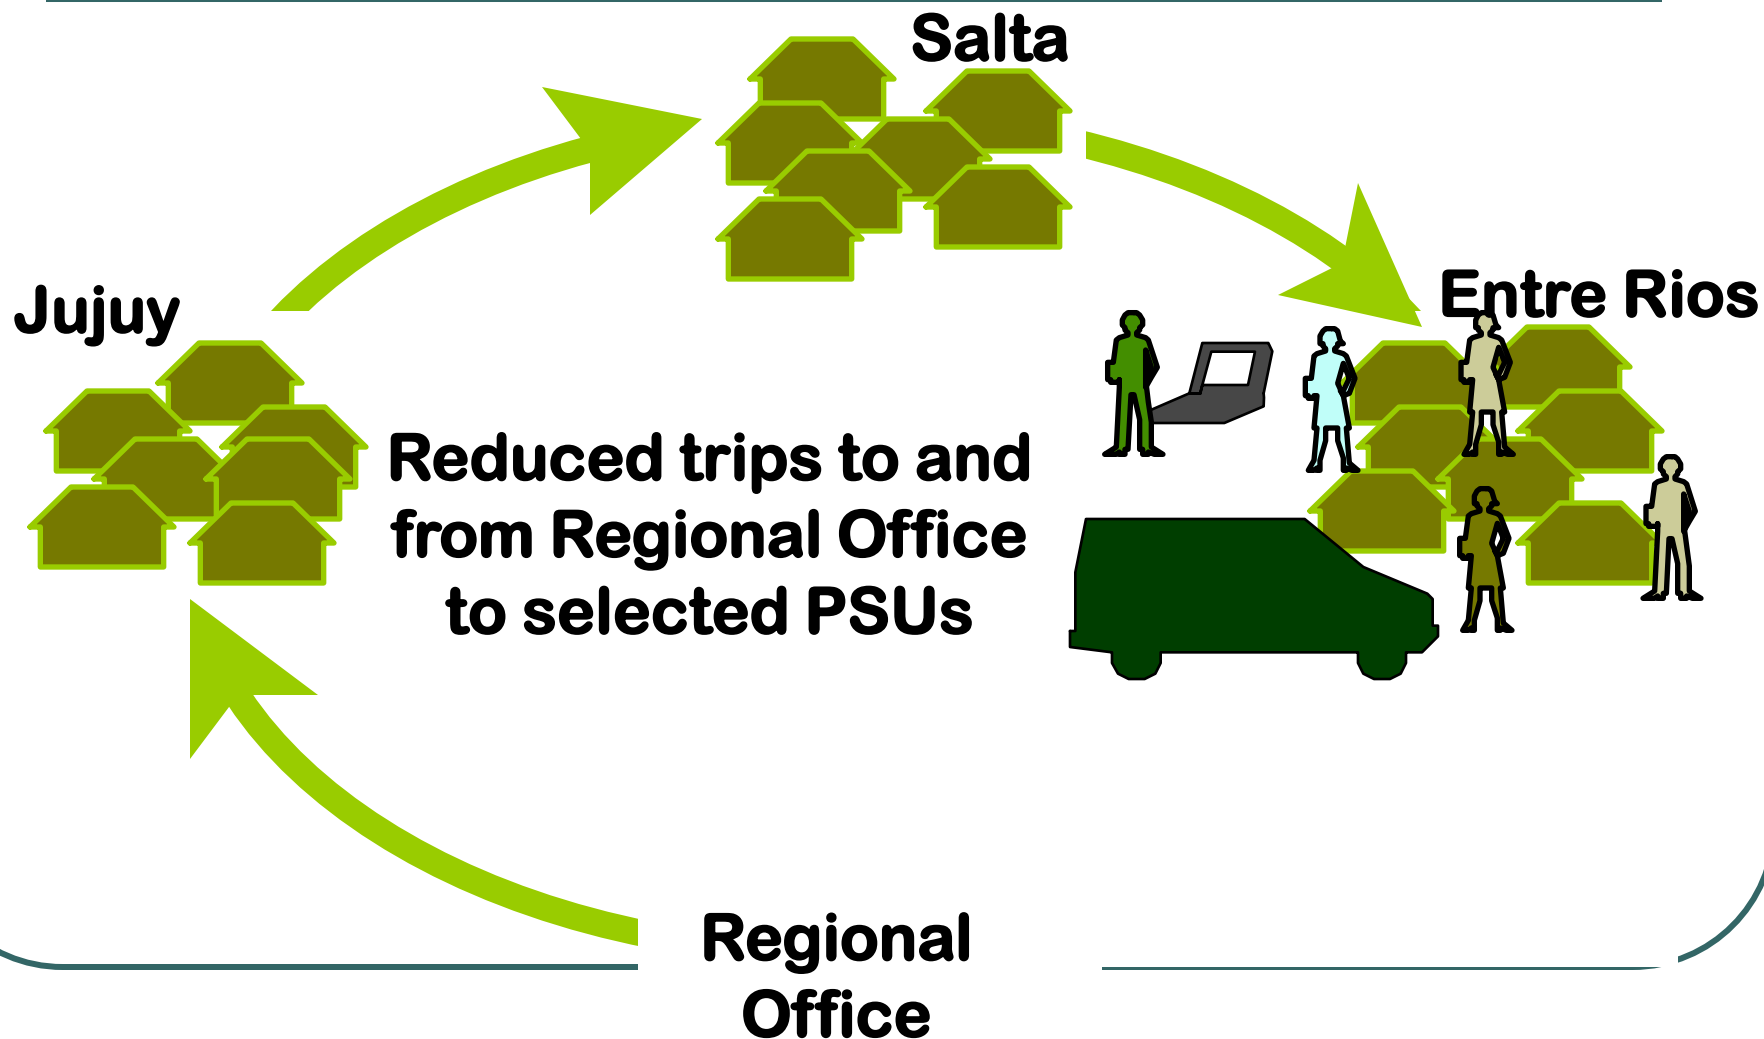 Salta
Jujuy
Entre Rios
Reduced trips to and
from Regional Office
to selected PSUs
Regional
Office